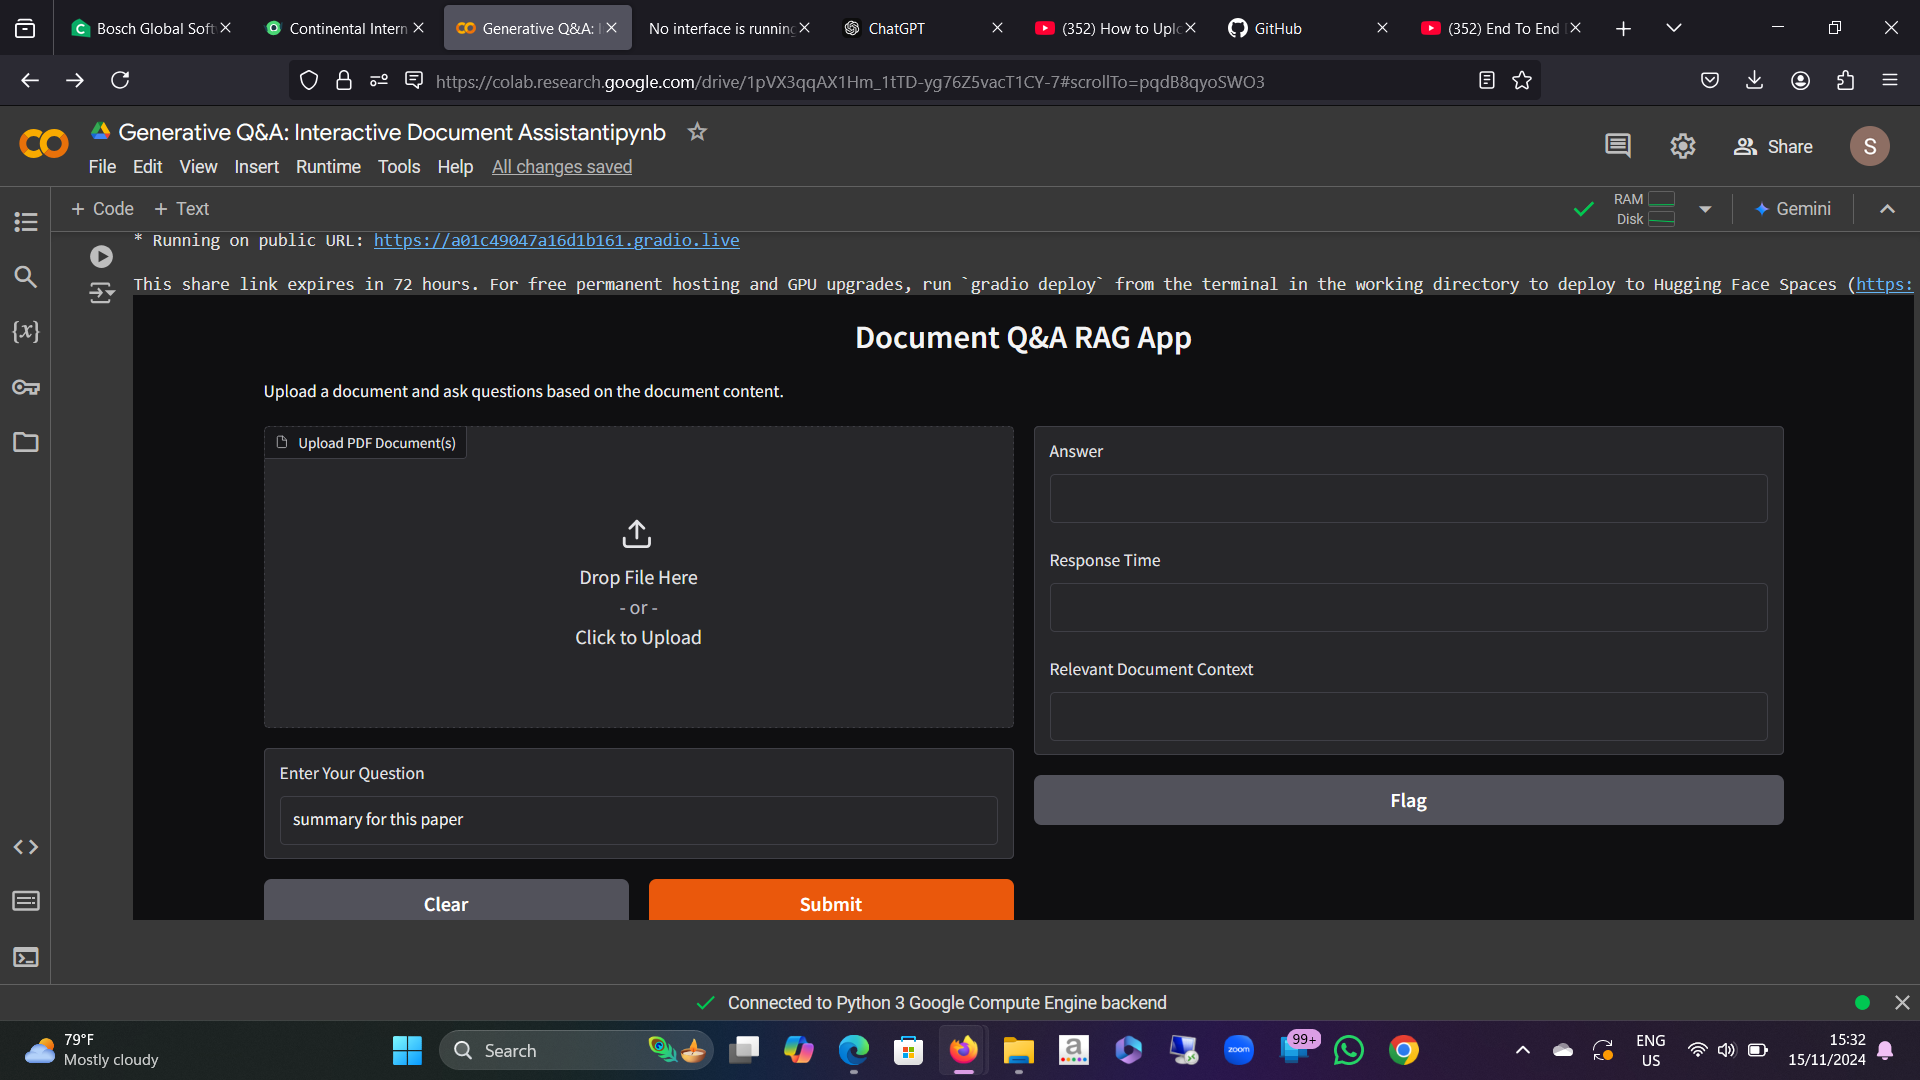 Bosch Global Soft
Continental Intern
Generative Q&A: I
No interface is running
ChatGPT
(352) How to Uplo
GitHub
(352) End To End
https://colab.research.google.com/drive/1pVX3qqAX1Hm_1tTD-yg76Z5vacT1CY-7#scrollTo=pqdB8qyoSWO3
Generative Q&A: Interactive Document Assistantipynb
Share
S
File Edit View Insert Runtime Tools Help All changes saved
+ Code + Text
RAM
Disk
Gemini
* Running on public URL: https://a01c49047a16d1b161.gradio.live
This share link expires in 72 hours. For free permanent hosting and GPU upgrades, run `gradio deploy` from the terminal in the working directory to deploy to Hugging Face Spaces (https:
{x}
Document Q&A RAG App
Upload a document and ask questions based on the document content.
Upload PDF Document(s)
Drop File Here
- or -
Click to Upload
Answer
Response Time
Relevant Document Context
Flag
Enter Your Question
summary for this paper
Clear
Submit
Connected to Python 3 Google Compute Engine backend
79°F
Mostly cloudy
Search
a
zoom
99+
ENG
US
15:32
15/11/2024